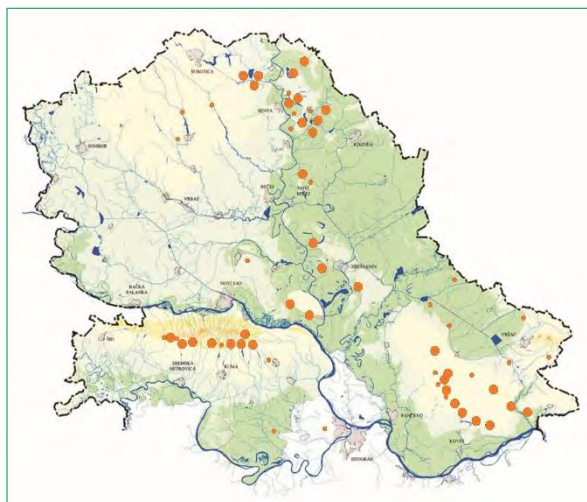 SUBOTICA
SENTA
SOMBOR
KIKINDA
BEČEJ
NOVI
BEČEJ
VRBAS
ZRENJANIN
BAČKA
PALANKA
NOVI SAD
VRŠAC
ŠID
SREMSKA
MITROVICA
RUMA
PANČEVO
KOVIN
BEOGRAD